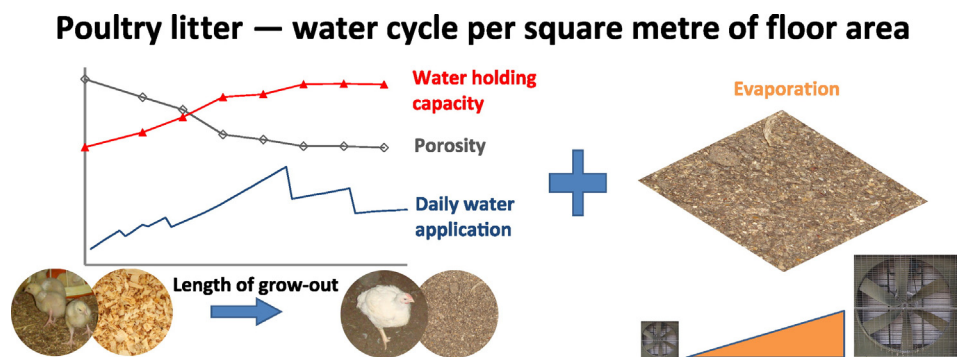 Poultry litter — water cycle per square metre of floor area
Water holding
capacity
Porosity
Daily water
application
Length of grow-out
Evaporation